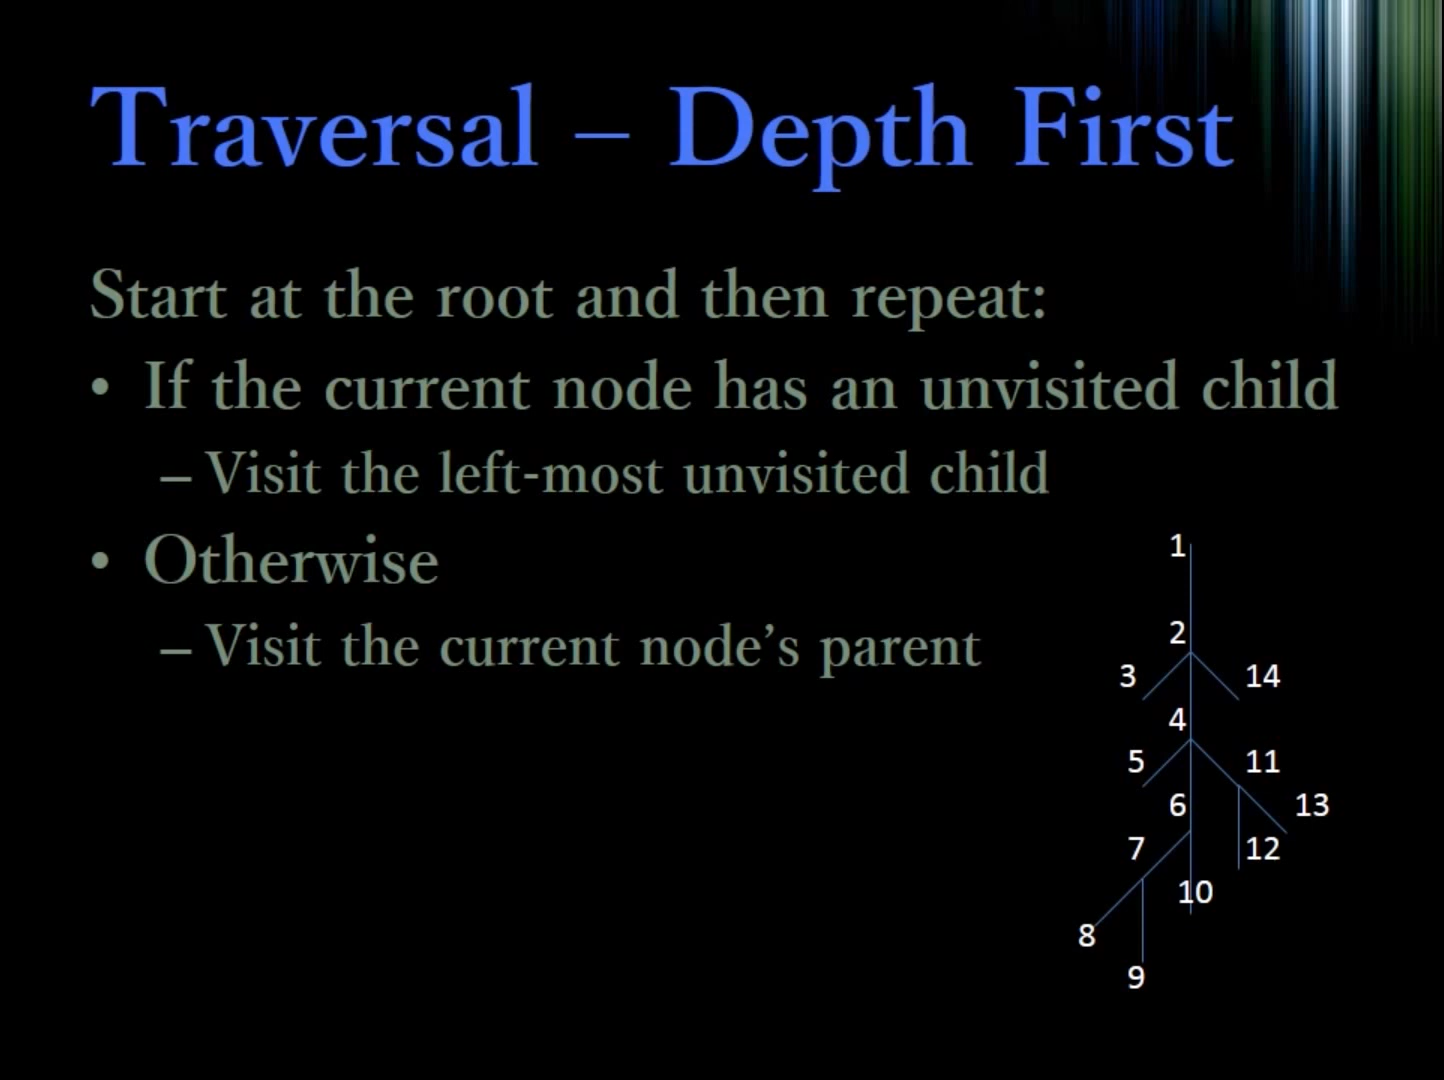 Traversal – Depth First
Start at the root and then repeat:
• If the current node has an unvisited child
– Visit the left-most unvisited child
• Otherwise
– Visit the current node’s parent
1
2
3 14
4
5 11
6 13
7 12
10
8
9